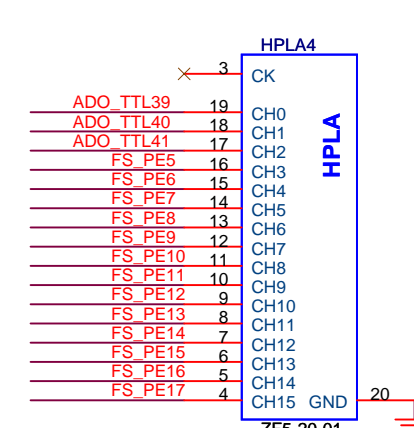 HPLA4
3 CK
ADO_TTL39 19 CH0
ADO_TTL40 18 CH1
ADO_TTL41 17 CH2
FS_PE5 16 CH3
FS_PE6 15 CH4
FS_PE7 14 CH5
FS_PE8 13 CH6
FS_PE9 12 CH7
FS_PE10 11 CH8
FS_PE11 10 CH9
FS_PE12 9 CH10
FS_PE13 8 CH11
FS_PE14 7 CH12
FS_PE15 6 CH13
FS_PE16 5 CH14
FS_PE17 4 CH15 GND 20
HPLA